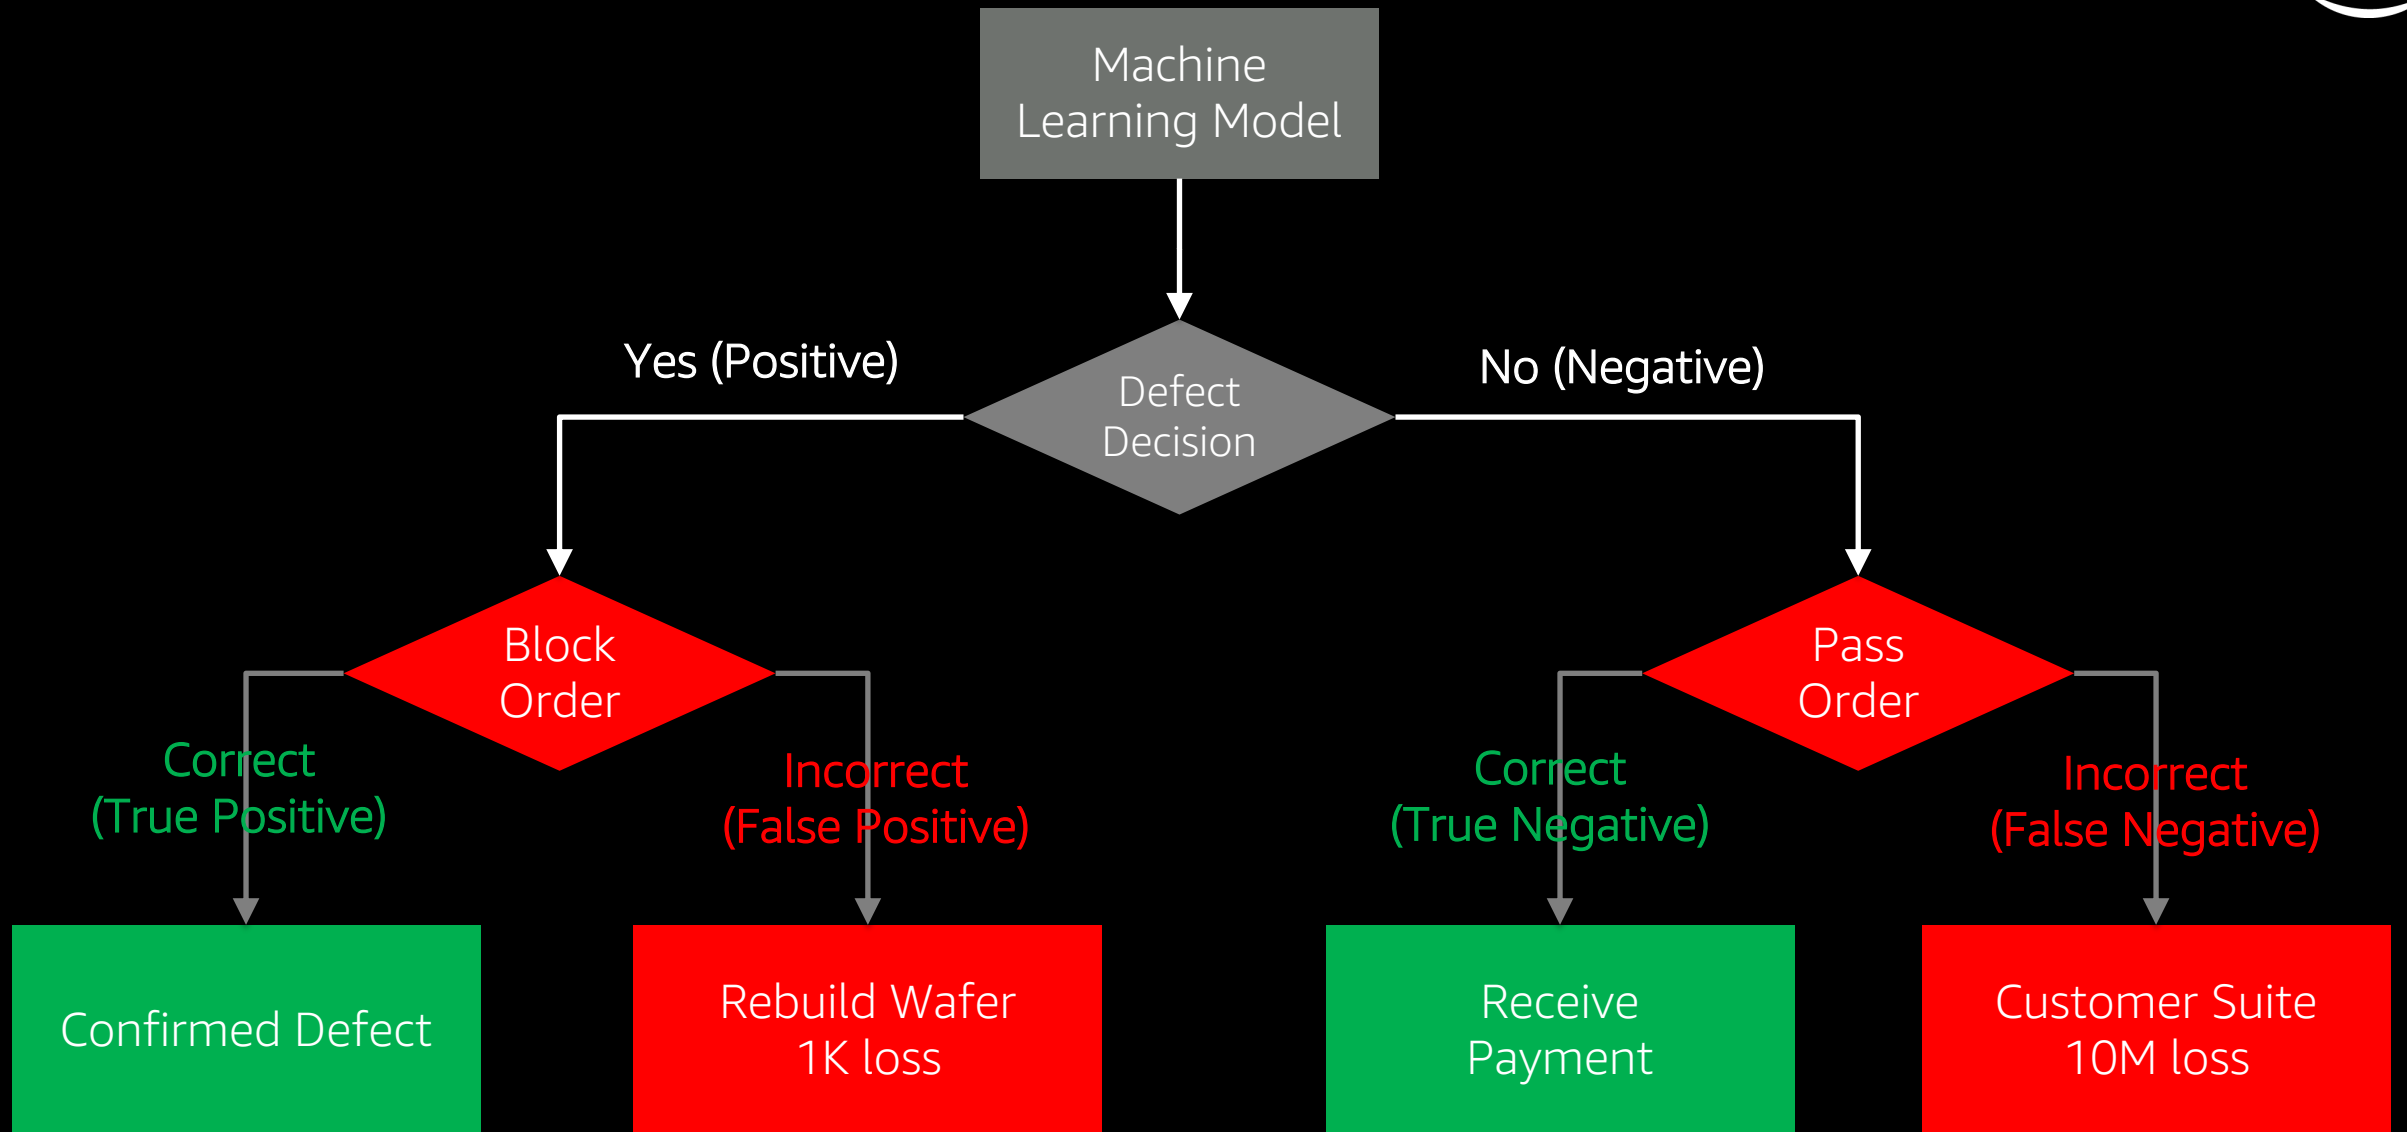 Machine
Learning Model
Yes (Positive)
No (Negative)
Defect
Decision
Block
Order
Pass
Order
Correct
(True Positive)
Incorrect
(False Positive)
Correct
(True Negative)
Incorrect
(False Negative)
Confirmed Defect
Rebuild Wafer
1K loss
Receive
Payment
Customer Suite
10M loss